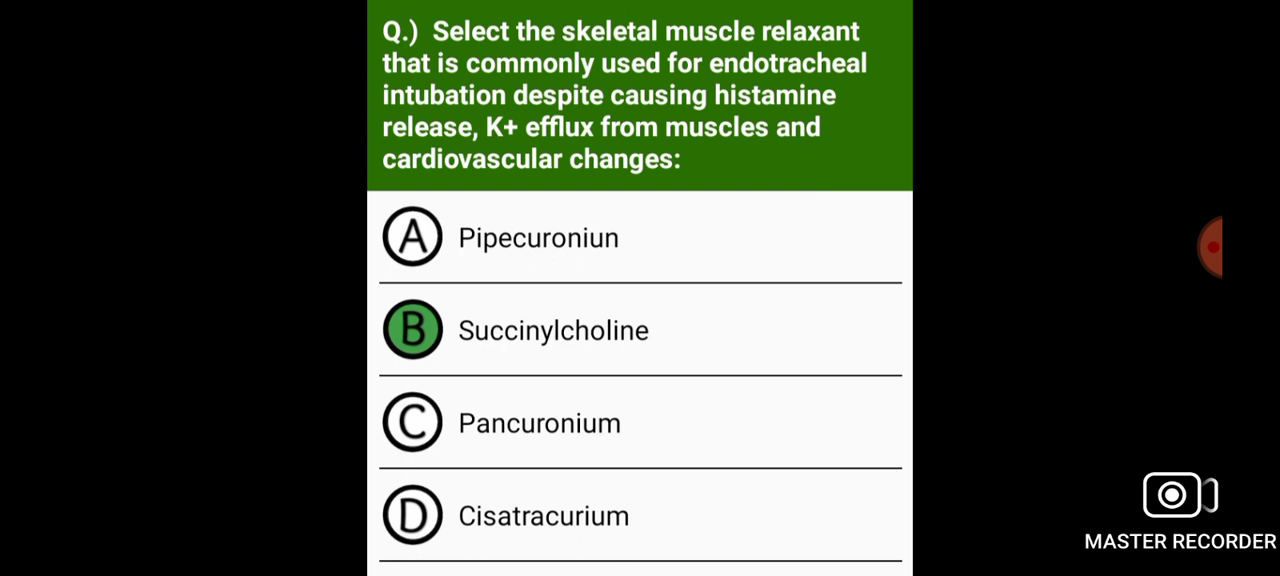 Q.) Select the skeletal muscle relaxant
that is commonly used for endotracheal
intubation despite causing histamine
release, K+ efflux from muscles and
cardiovascular changes:
A Pipecuroniun
B Succinylcholine
C Pancuronium
D Cisatracurium
MASTER RECORDER